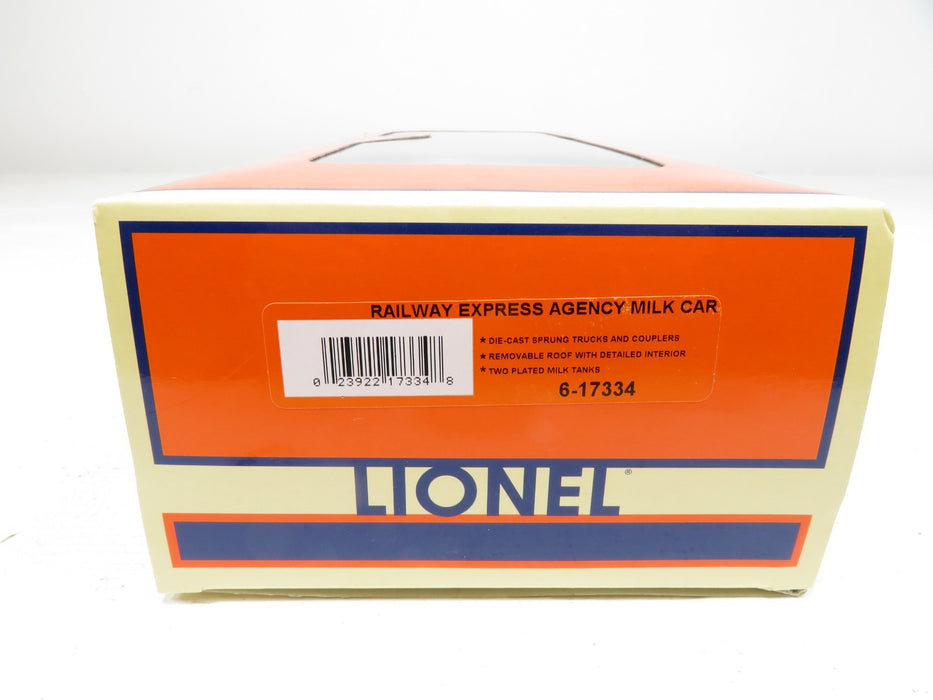 RAILWAY EXPRESS AGENCY MILK CAR
★ DIE-CAST SPRUNG TRUCKS AND COUPLERS
★ REMOVABLE ROOF WITH DETAILED INTERIOR
★ TWO PLATED MILK TANKS
0 23922 17334 8
6-17334
LIONEL®